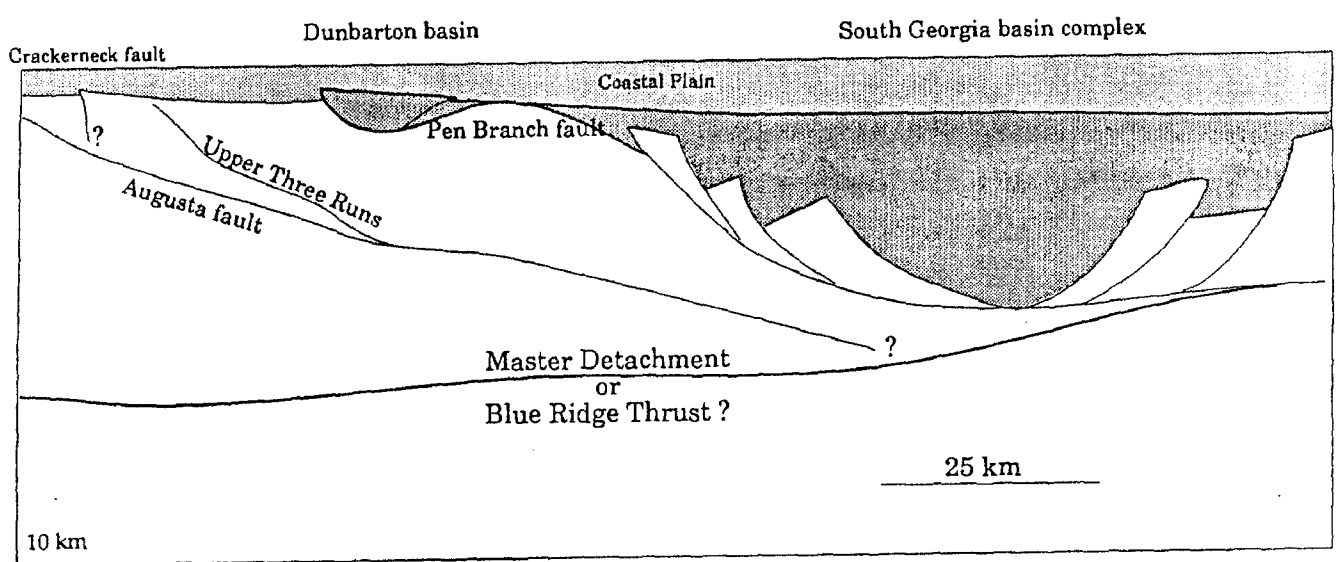 Dunbarton basin
South Georgia basin complex
Crackerneck fault
Coastal Plain
?
Pen Branch fault
Upper Three Runs
Augusta fault
?
Master Detachment
or
Blue Ridge Thrust ?
25 km
10 km